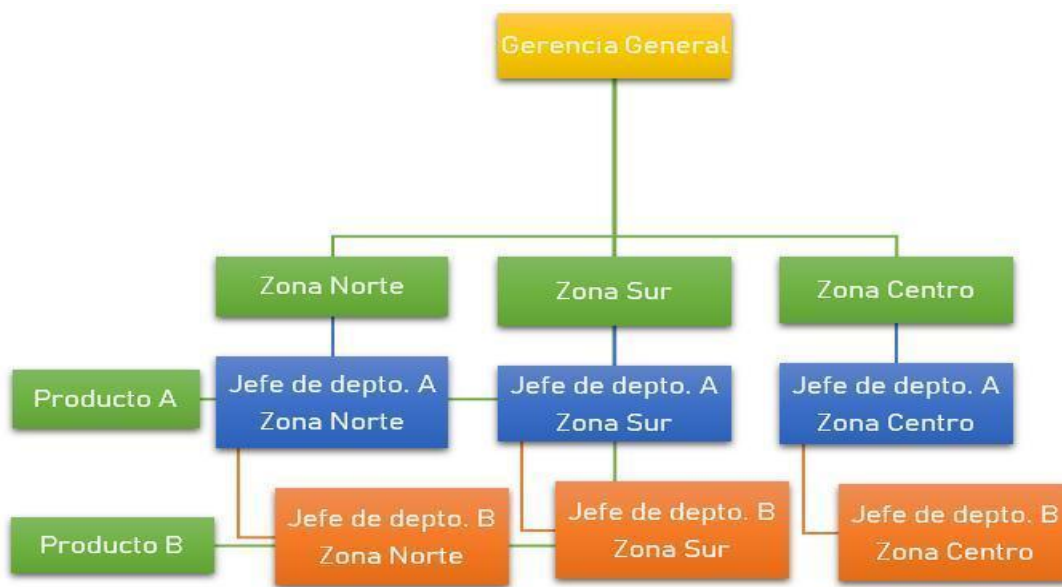 Gerencia General
Zona Norte
Zona Sur
Zona Centro
Producto A
Jefe de depto. A
Zona Norte
Jefe de depto. A
Zona Sur
Jefe de depto. A
Zona Centro
Producto B
Jefe de depto. B
Zona Norte
Jefe de depto. B
Zona Sur
Jefe de depto. B
Zona Centro